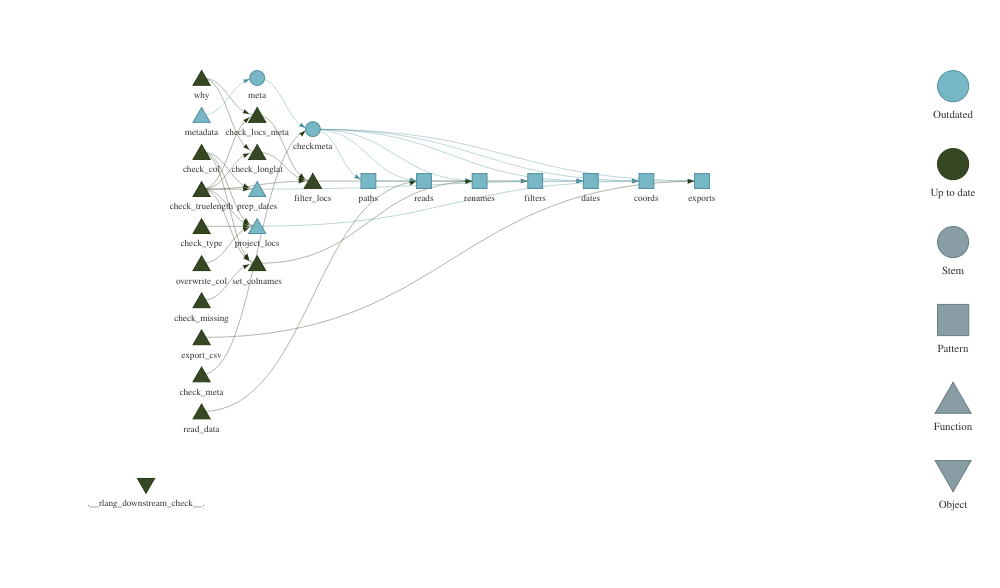 why
meta
metadata
check_locs_meta
checkmeta
check_col
check_longlat
check_truelength
prep_dates
filter_locs
paths
reads
renames
filters
dates
coords
exports
check_type
project_locs
overwrite_col
set_colnames
check_missing
export_csv
check_meta
read_data
.__rlang_downstream_check__.
Outdated
Up to date
Stem
Pattern
Function
Object